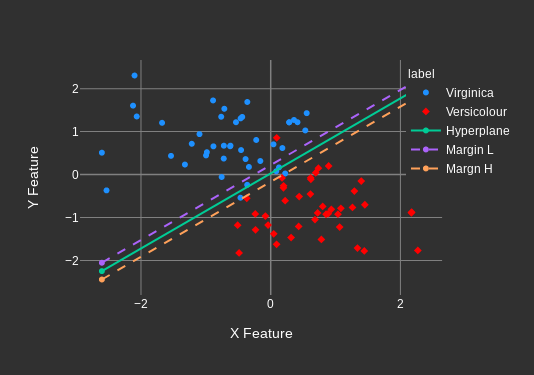 label
Virginica
Versicolour
Hyperplane
Margin L
Margn H
2
1
0
−1
−2
−2
0
2
Y Feature
X Feature